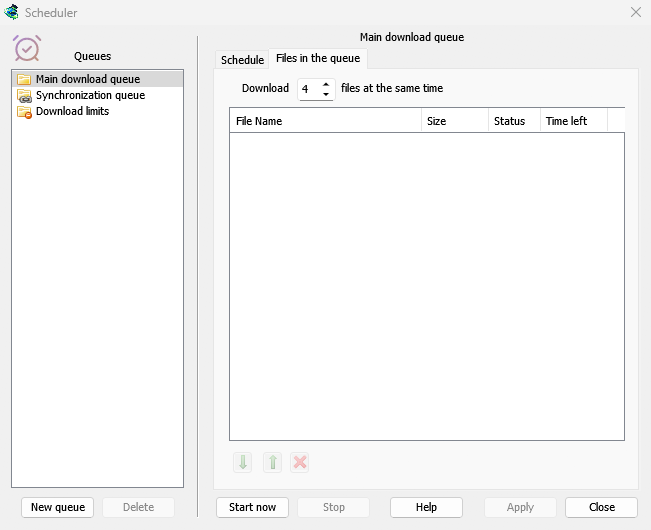 Scheduler
Queues
Main download queue
Synchronization queue
Download limits
Main download queue
Schedule
Files in the queue
Download 4 files at the same time
File Name Size Status Time left
New queue Delete Start now Stop Help Apply Close